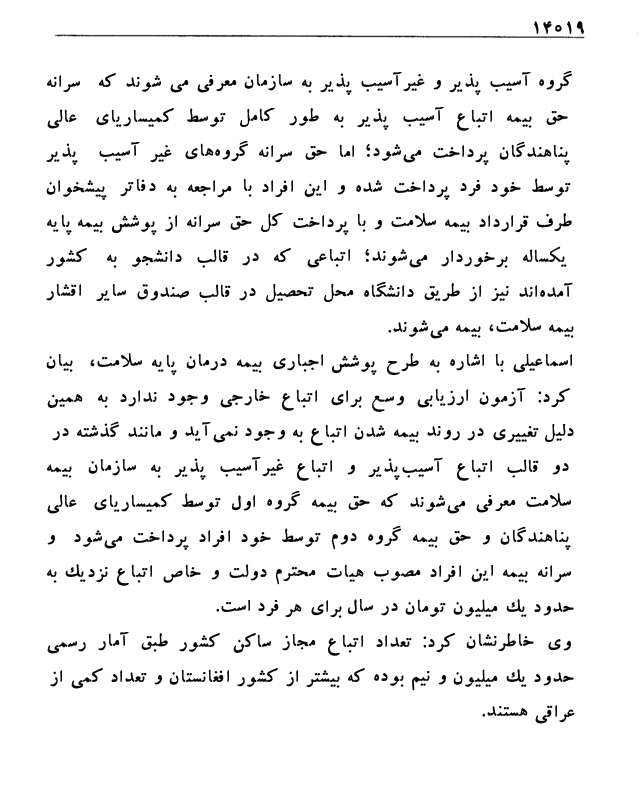 ۱۴۰۱۹
گروه آسیب پذیر و غیرآسیب پذیر به سازمان معرفی می شوند که سرانه
حق بیمه اتباع آسیب پذیر به طور کامل توسط کمیساریای عالی
پناهندگان پرداخت می‌شود؛ اما حق سرانه گروه‌های غیر آسیب پذیر
توسط خود فرد پرداخت شده و این افراد با مراجعه به دفاتر پیشخوان
طرف قرارداد بیمه سلامت و با پرداخت کل حق سرانه از پوشش بیمه پایه
یکساله برخوردار می‌شوند؛ اتباعی که در قالب دانشجو به کشور
آمده‌اند نیز از طریق دانشگاه محل تحصیل در قالب صندوق سایر اقشار
بیمه سلامت، بیمه می‌شوند.
اسماعیلی با اشاره به طرح پوشش اجباری بیمه درمان پایه سلامت، بیان
کرد: آزمون ارزیابی وسع برای اتباع خارجی وجود ندارد به همین
دلیل تغییری در روند بیمه شدن اتباع به وجود نمی‌آید و مانند گذشته در
دو قالب اتباع آسیب‌پذیر و اتباع غیرآسیب پذیر به سازمان بیمه
سلامت معرفی می‌شوند که حق بیمه گروه اول توسط کمیساریای عالی
پناهندگان و حق بیمه گروه دوم توسط خود افراد پرداخت می‌شود و
سرانه بیمه این افراد مصوب هیات محترم دولت و خاص اتباع نزدیك به
حدود یك میلیون تومان در سال برای هر فرد است.
وی خاطرنشان کرد: تعداد اتباع مجاز ساکن کشور طبق آمار رسمی
حدود یك میلیون و نیم بوده که بیشتر از کشور افغانستان و تعداد کمی از
عراقی هستند.